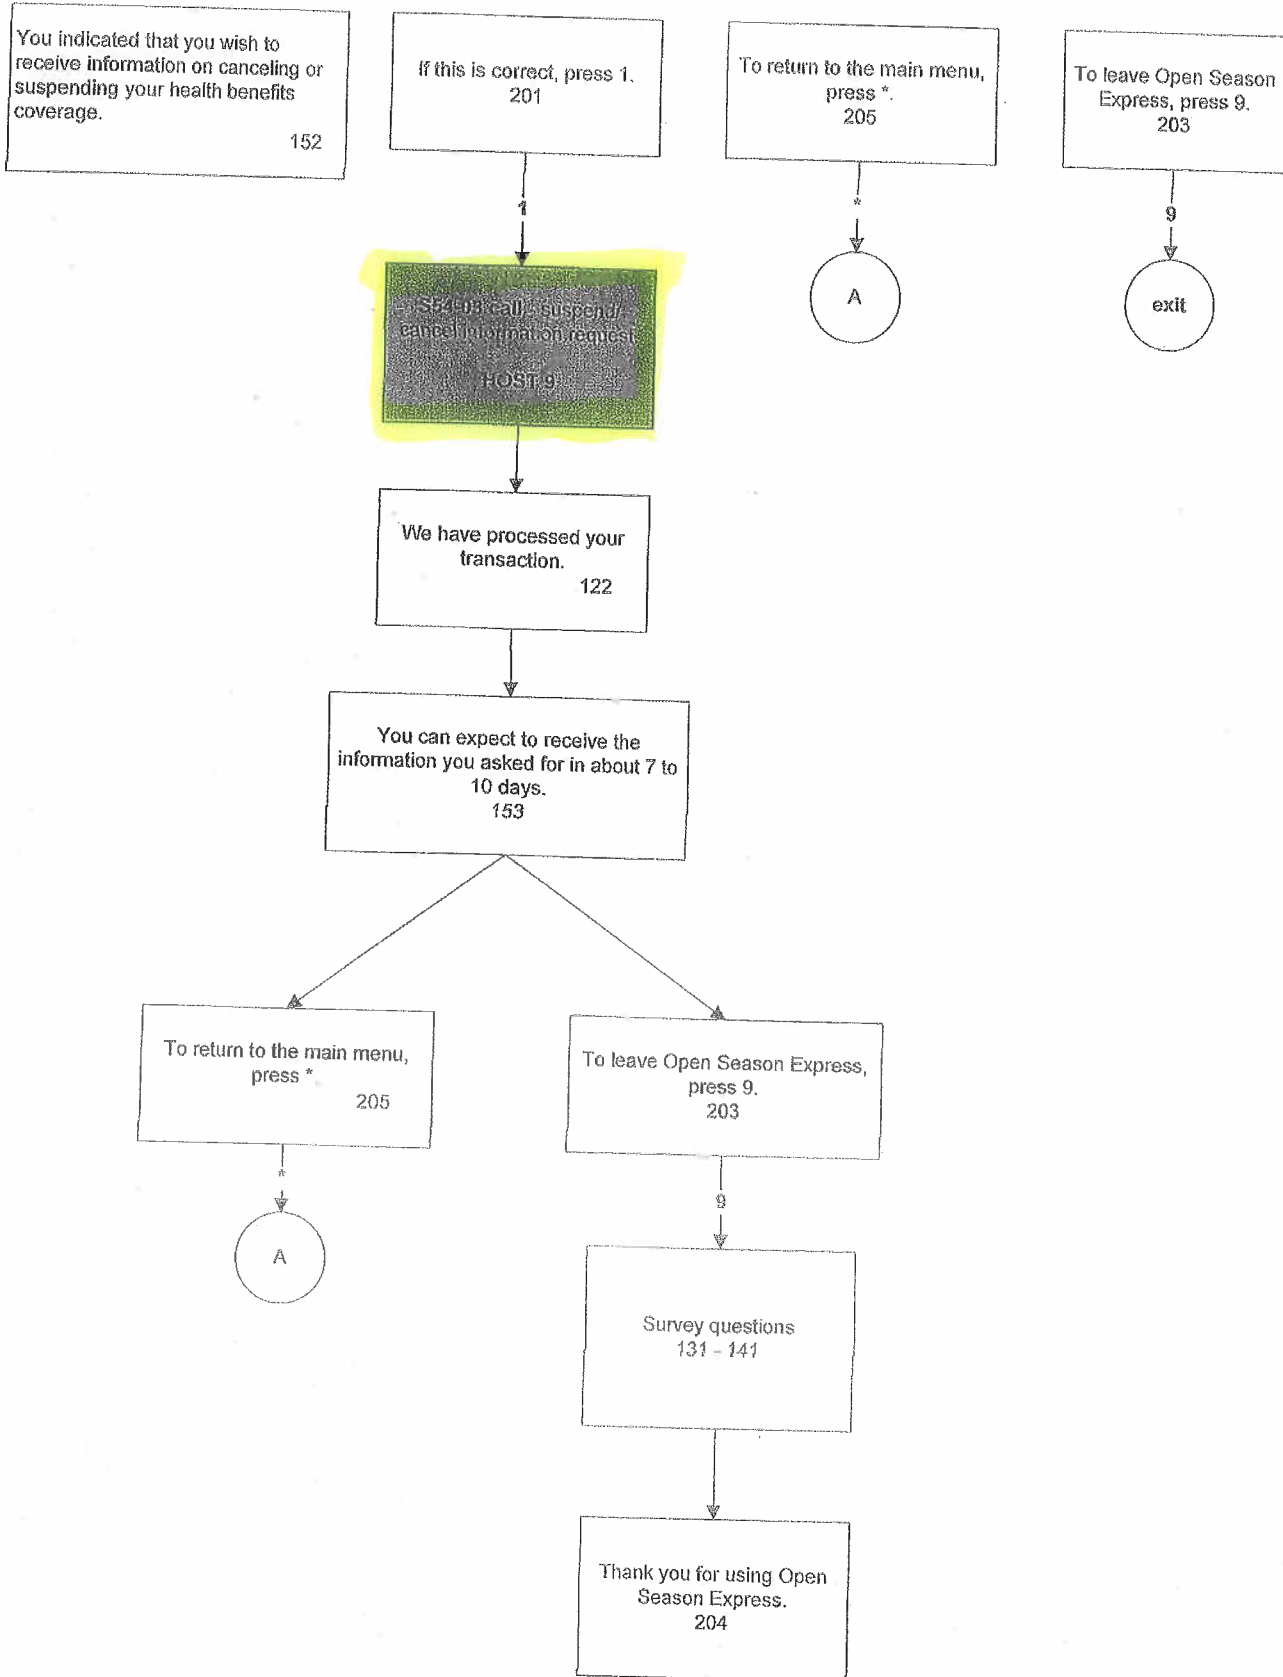 You indicated that you wish to
receive information on canceling or
suspending your health benefits
coverage.
152
If this is correct, press 1.
201
To return to the main menu,
press *.
205
To leave Open Season
Express, press 9.
203
1
*
9
A
exit
call - suspend/
cancel information request
HOST 9
We have processed your
transaction.
122
You can expect to receive the
information you asked for in about 7 to
10 days.
153
To return to the main menu,
press *
205
To leave Open Season Express,
press 9.
203
*
9
A
Survey questions
131 - 141
Thank you for using Open
Season Express.
204